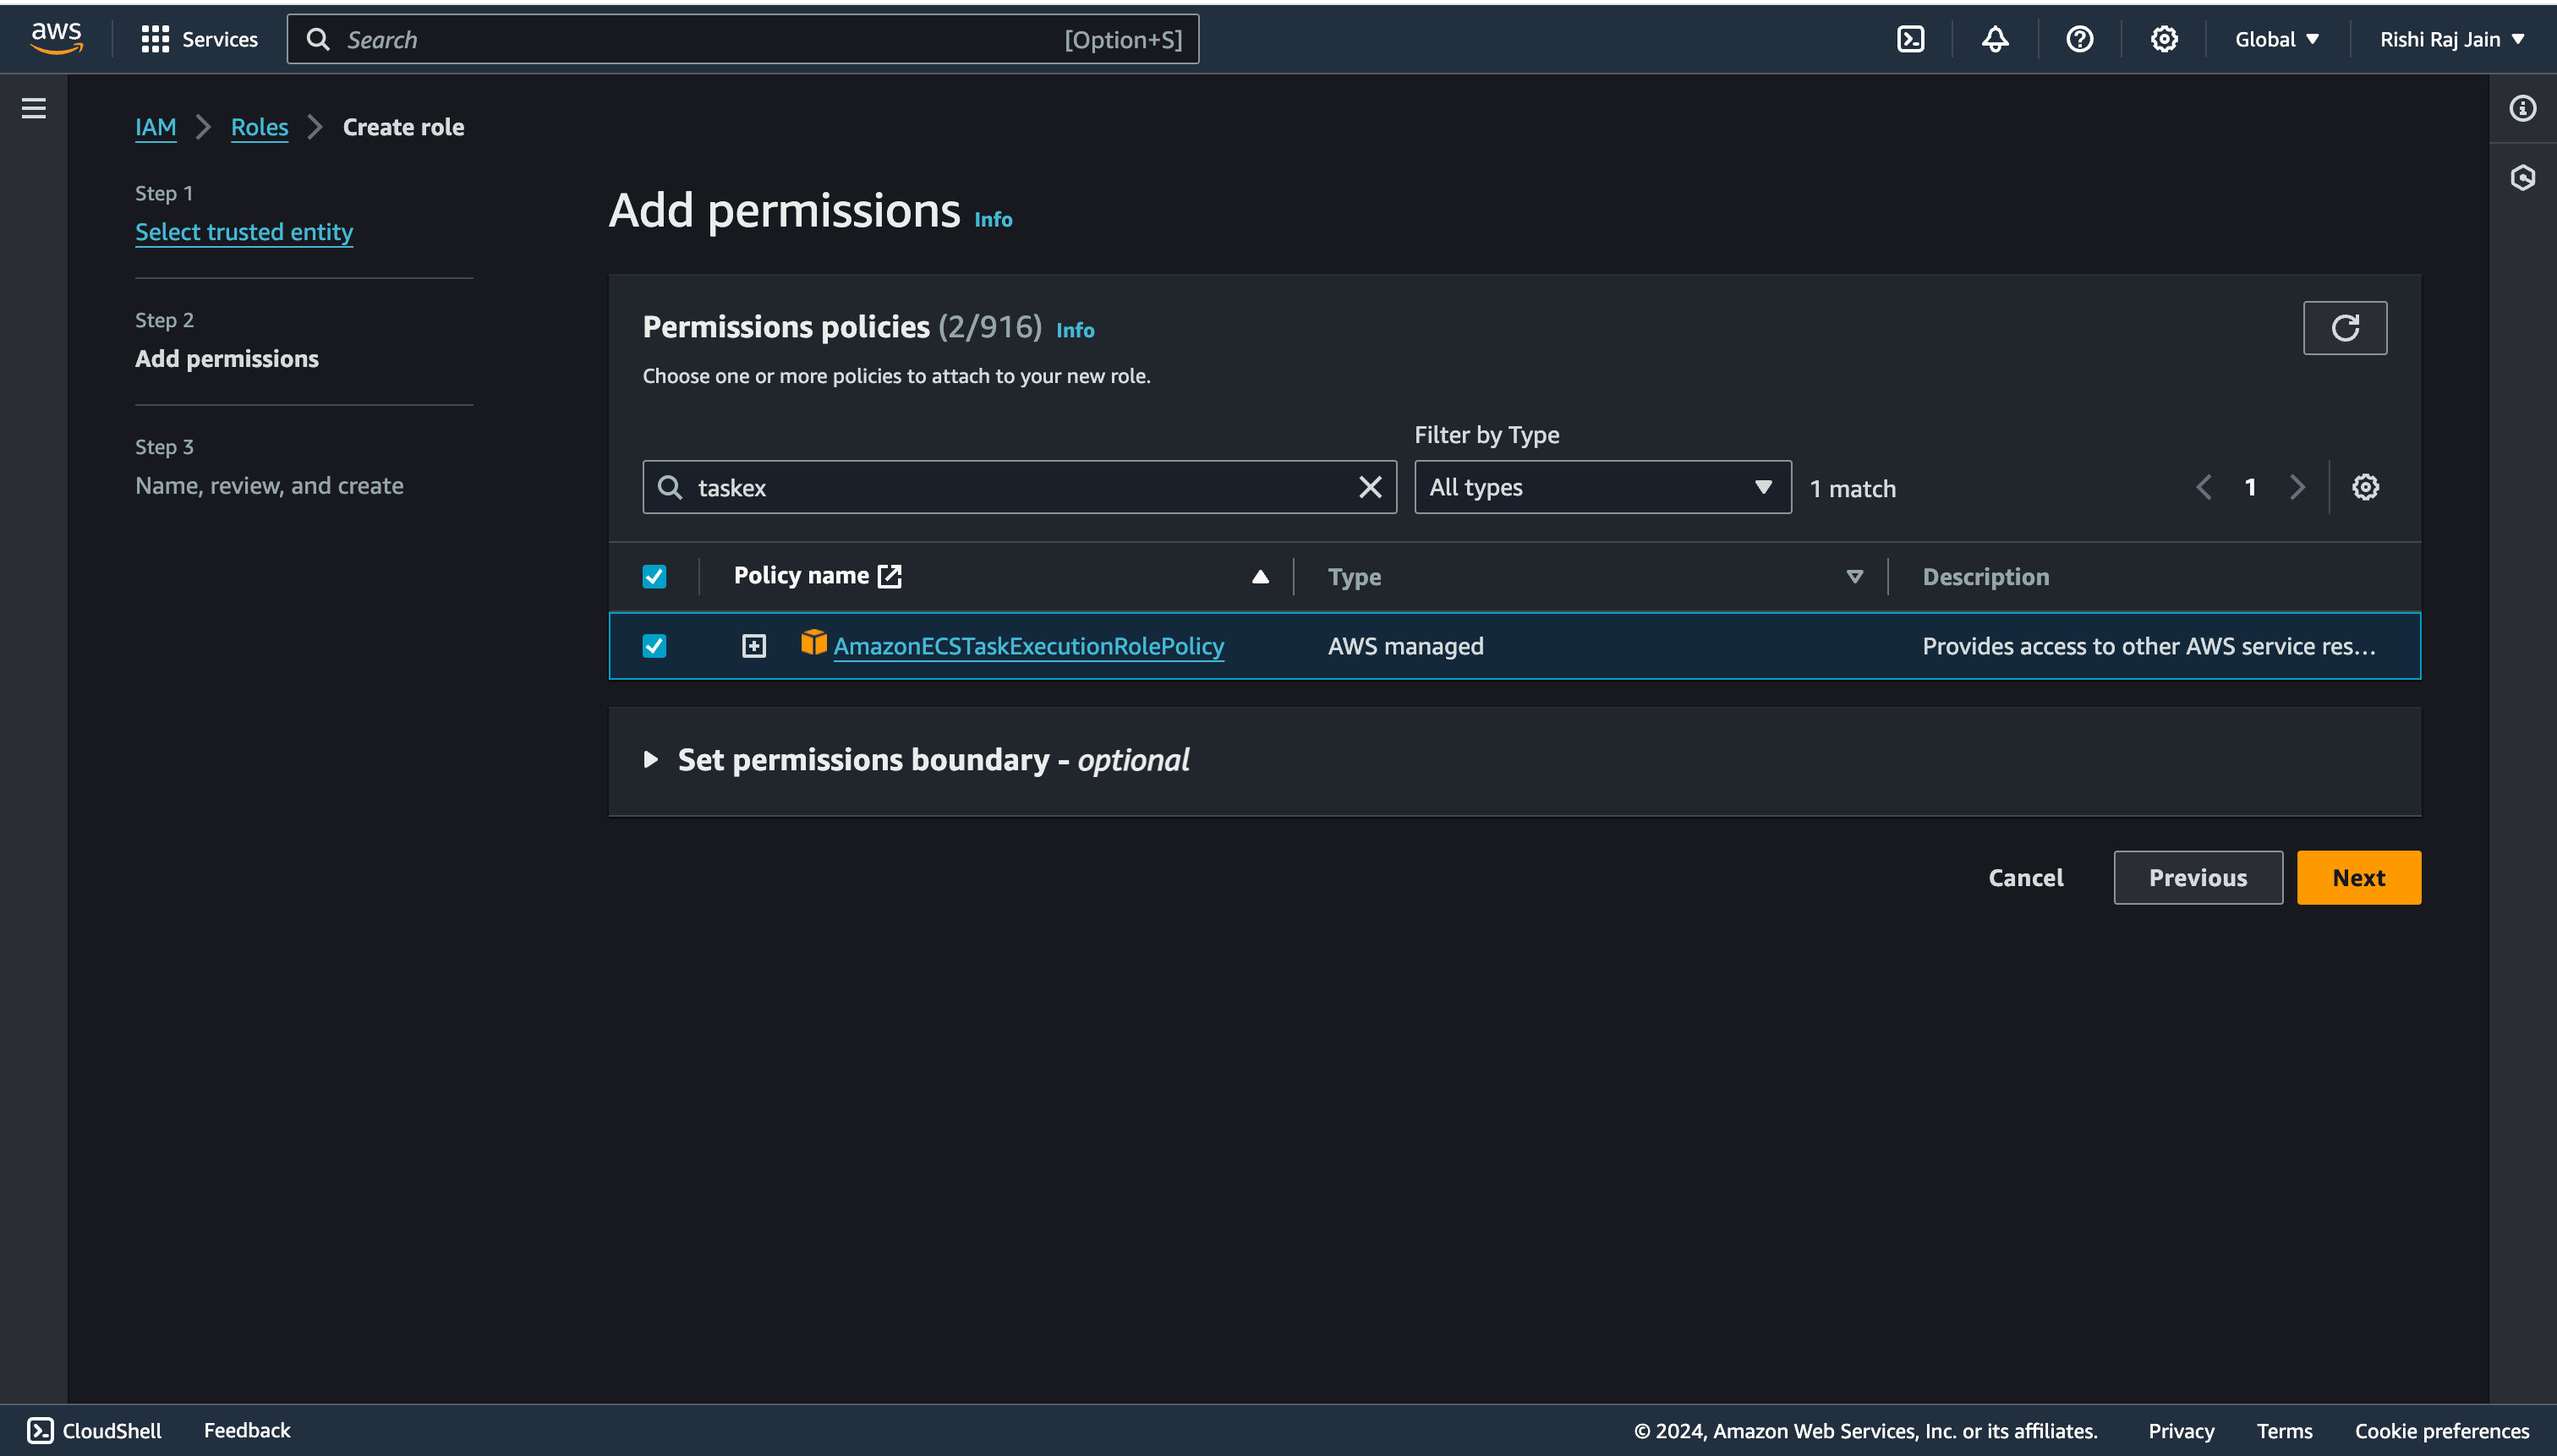 aws
Services
Search
[Option+S]
Global
Rishi Raj Jain
IAM
Roles
Create role
Step 1
Select trusted entity
Step 2
Add permissions
Step 3
Name, review, and create
Add permissions Info
Permissions policies (2/916) Info
Choose one or more policies to attach to your new role.
Filter by Type
taskex
All types
1 match
1
Policy name
Type
Description
AmazonECSTaskExecutionRolePolicy
AWS managed
Provides access to other AWS service res…
Set permissions boundary - optional
Cancel
Previous
Next
CloudShell
Feedback
© 2024, Amazon Web Services, Inc. or its affiliates.
Privacy
Terms
Cookie preferences